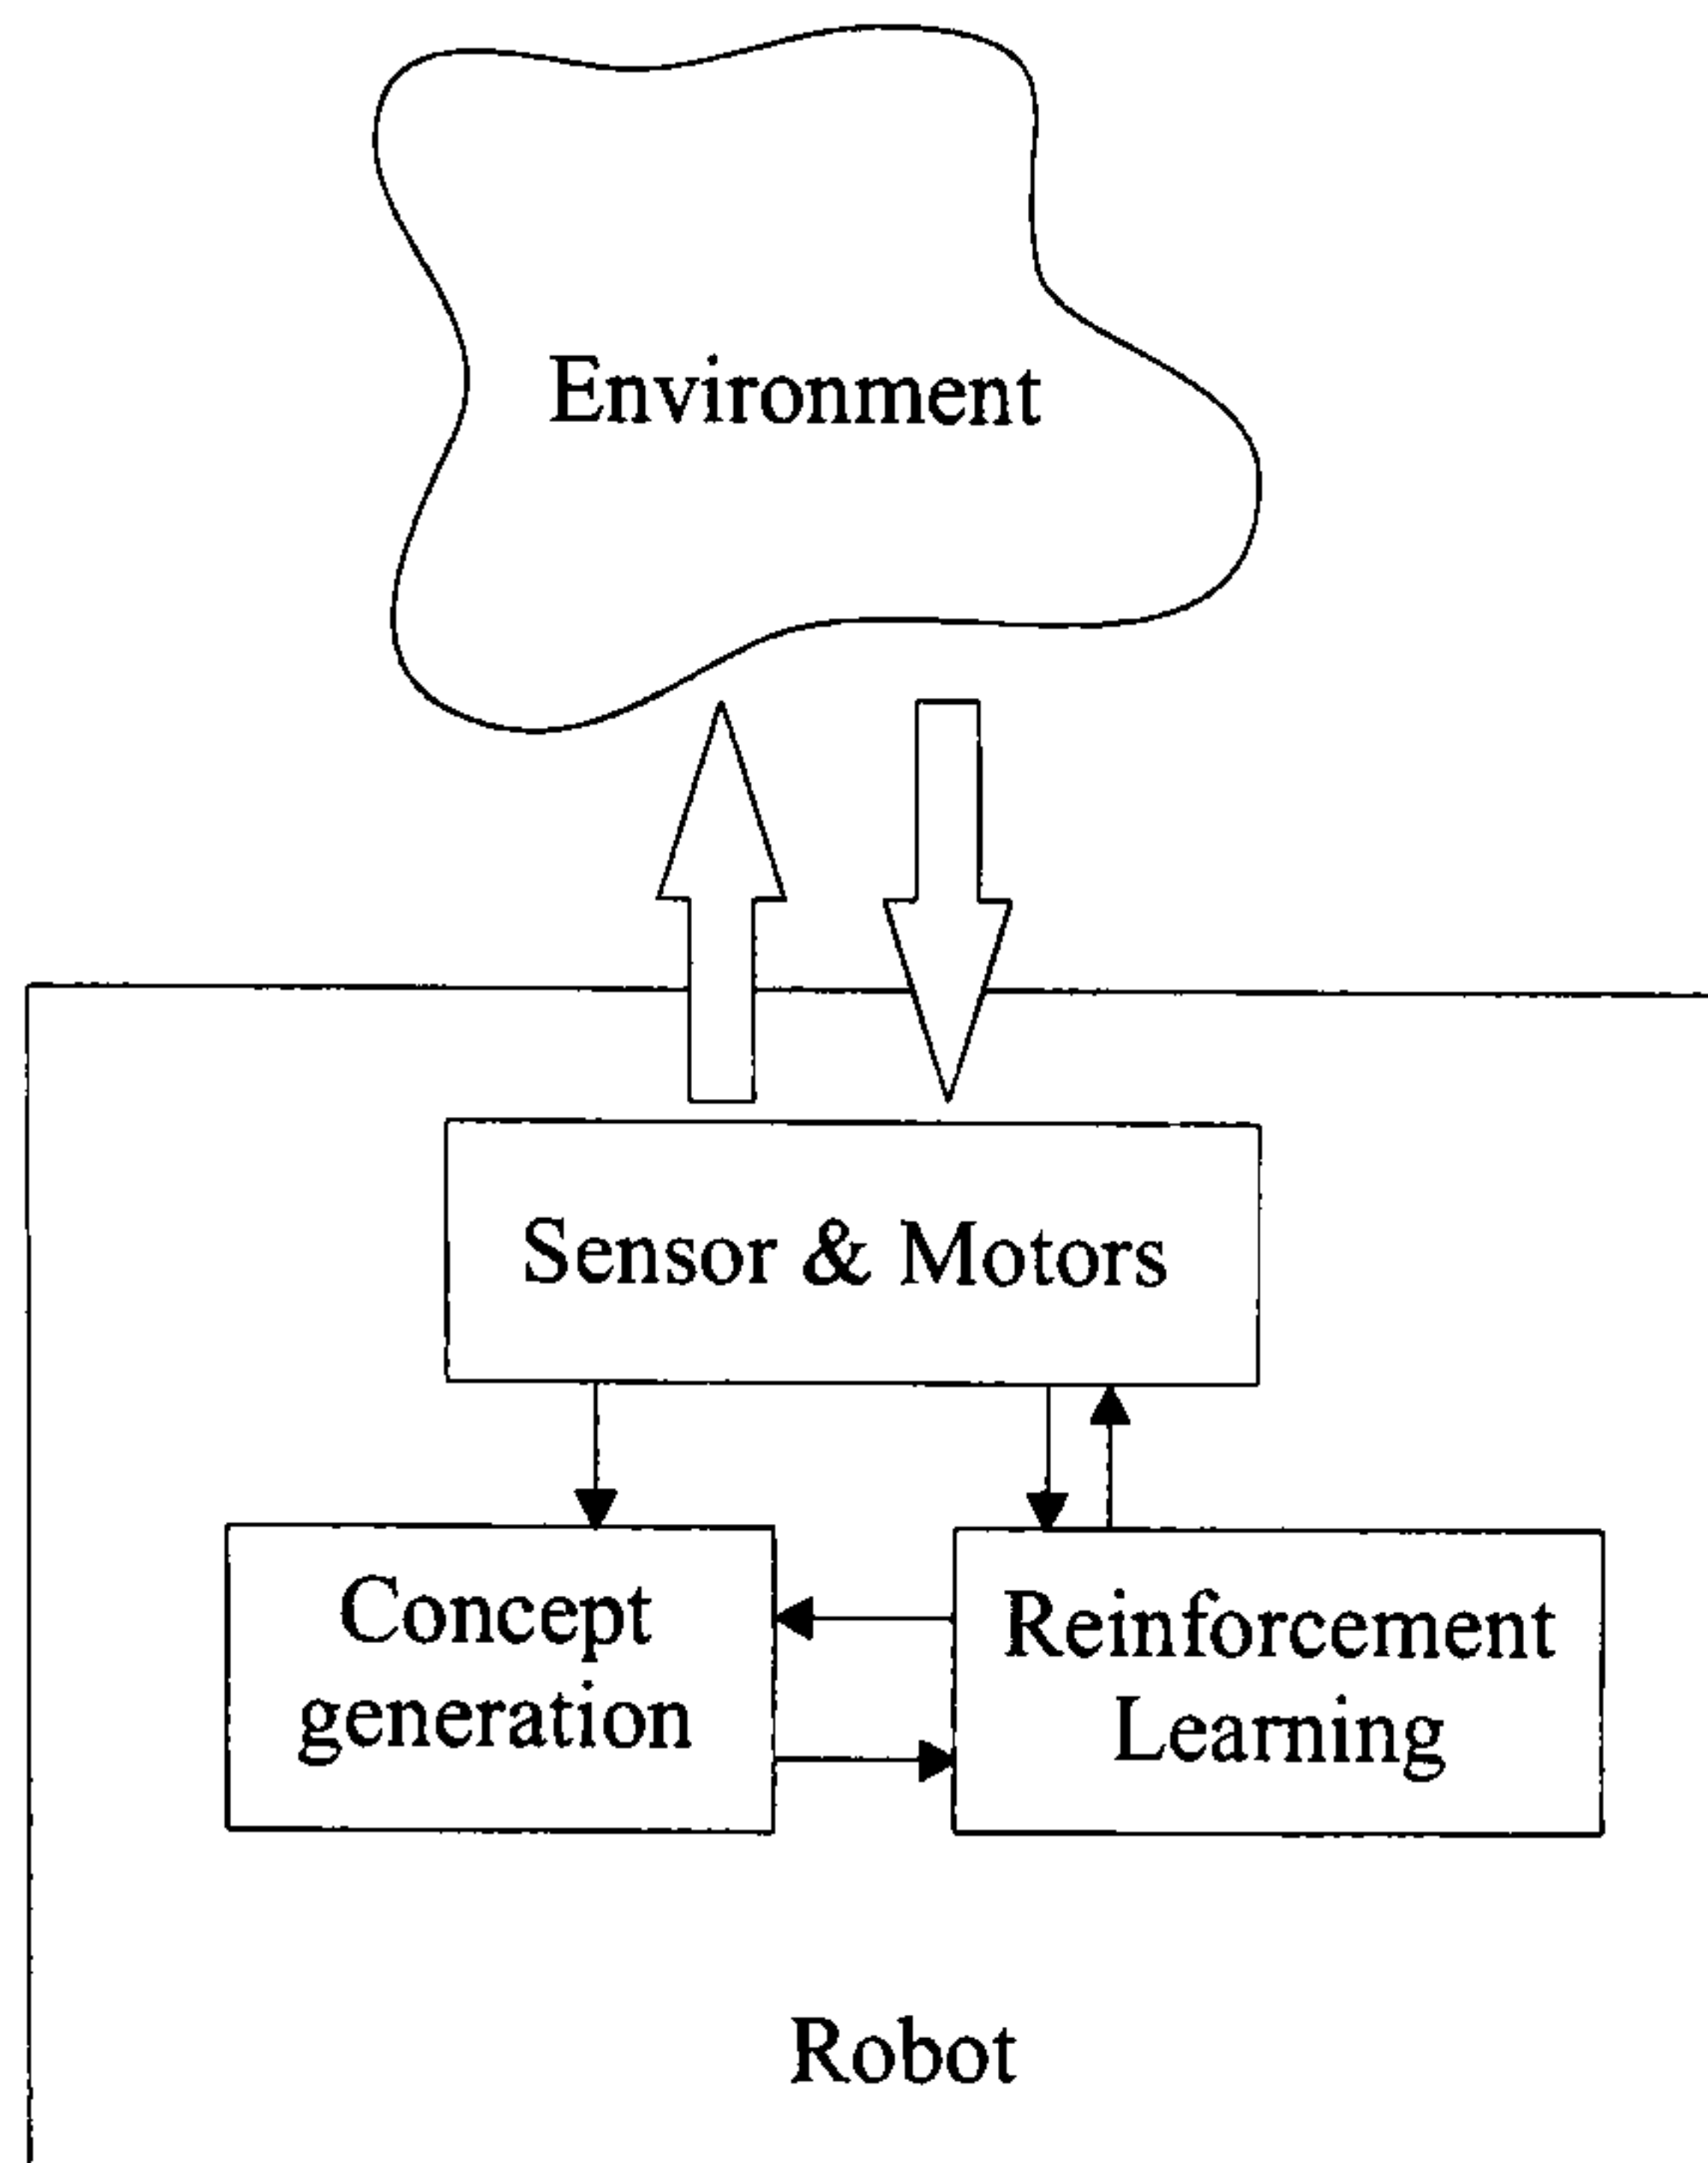 Environment
Sensor & Motors
Concept
generation
Reinforcement
Learning
Robot